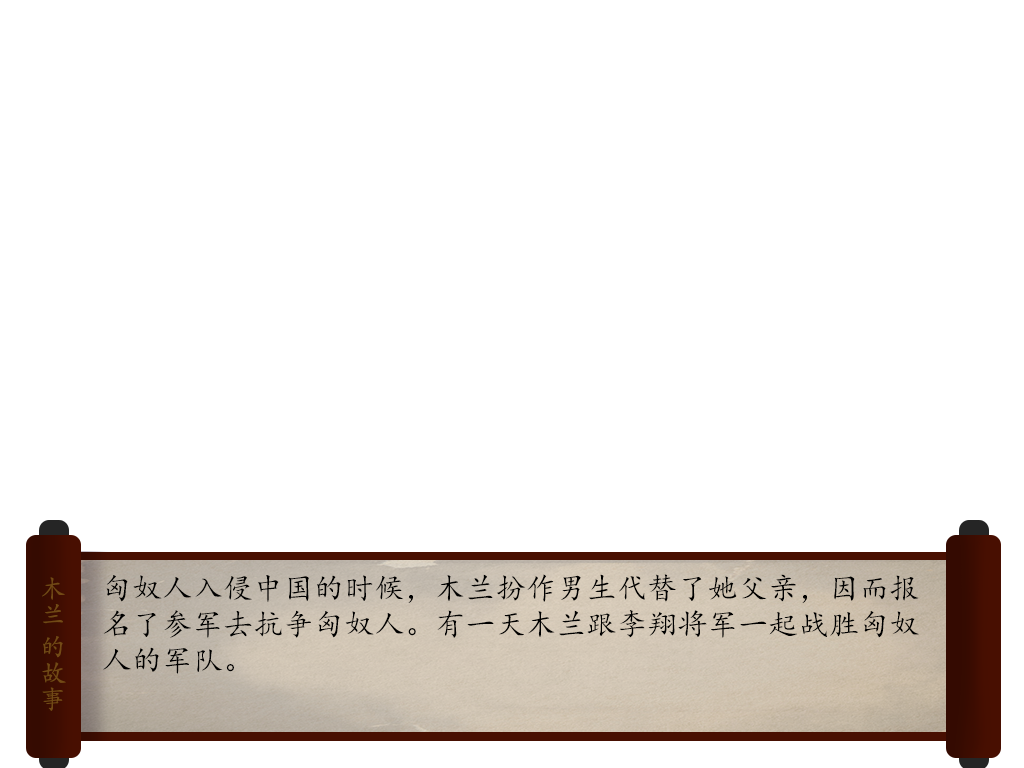 木兰的故事
匈奴人入侵中国的时候，木兰扮作男生代替了她父亲，因而报
名了参军去抗争匈奴人。有一天木兰跟李翔将军一起战胜匈奴
人的军队。